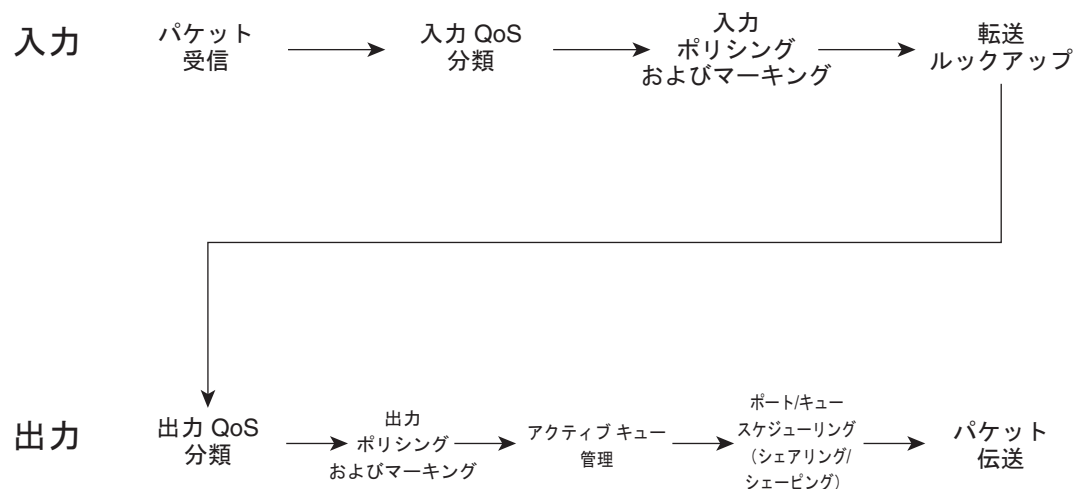 入力
パケット
受信
入力 QoS
分類
入力
ポリシング
およびマーキング
転送
ルックアップ
出力
出力 QoS
分類
出力
ポリシング
およびマーキング
アクティブ キュー
管理
ポート/キュー
スケジューリング
（シェアリング/
シェーピング）
パケット
伝送